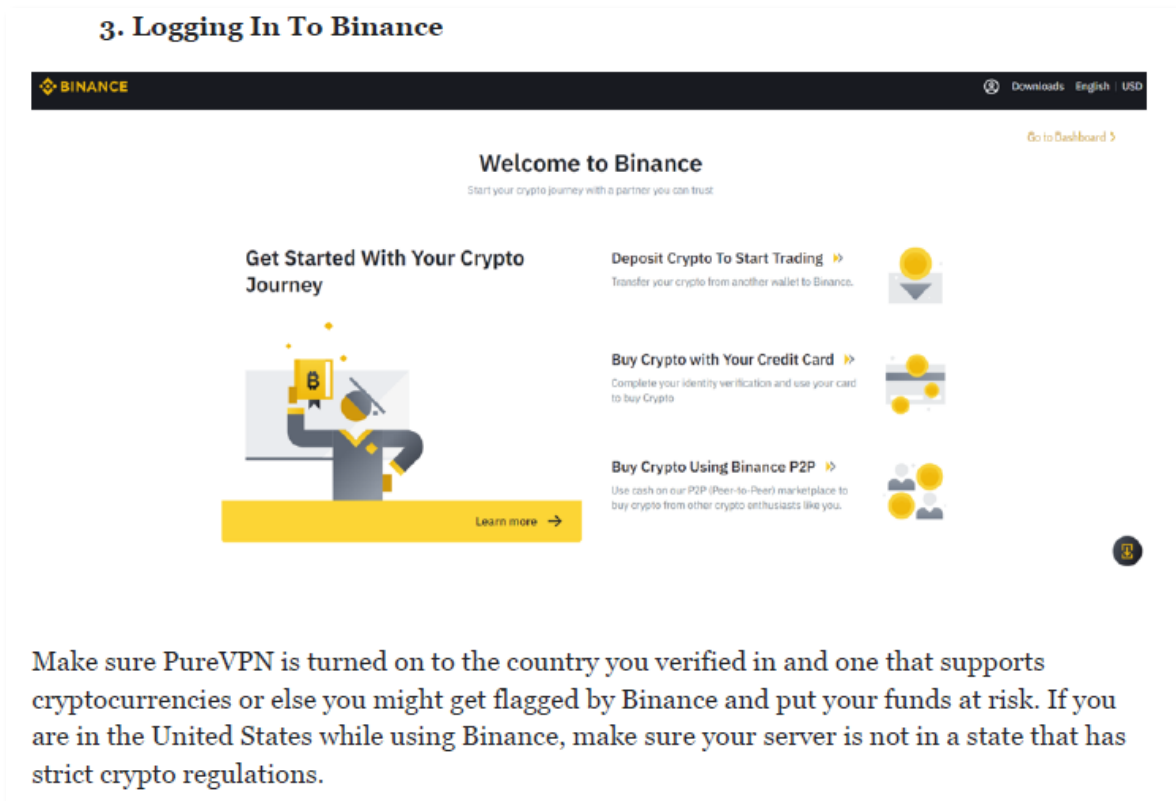 3. Logging In To Binance
BINANCE
Downloads English | USD
Go to Dashboard
Welcome to Binance
Start your crypto journey with a partner you can trust
Get Started With Your Crypto
Journey
Learn more
Deposit Crypto To Start Trading
Transfer your crypto from another wallet to Binance.
Buy Crypto with Your Credit Card
Complete your identity verification and use your card
to buy Crypto
Buy Crypto Using Binance P2P
Use cash on our P2P (Peer-to-Peer) marketplace to
buy crypto from other crypto enthusiasts like you.
Make sure PureVPN is turned on to the country you verified in and one that supports
cryptocurrencies or else you might get flagged by Binance and put your funds at risk. If you
are in the United States while using Binance, make sure your server is not in a state that has
strict crypto regulations.